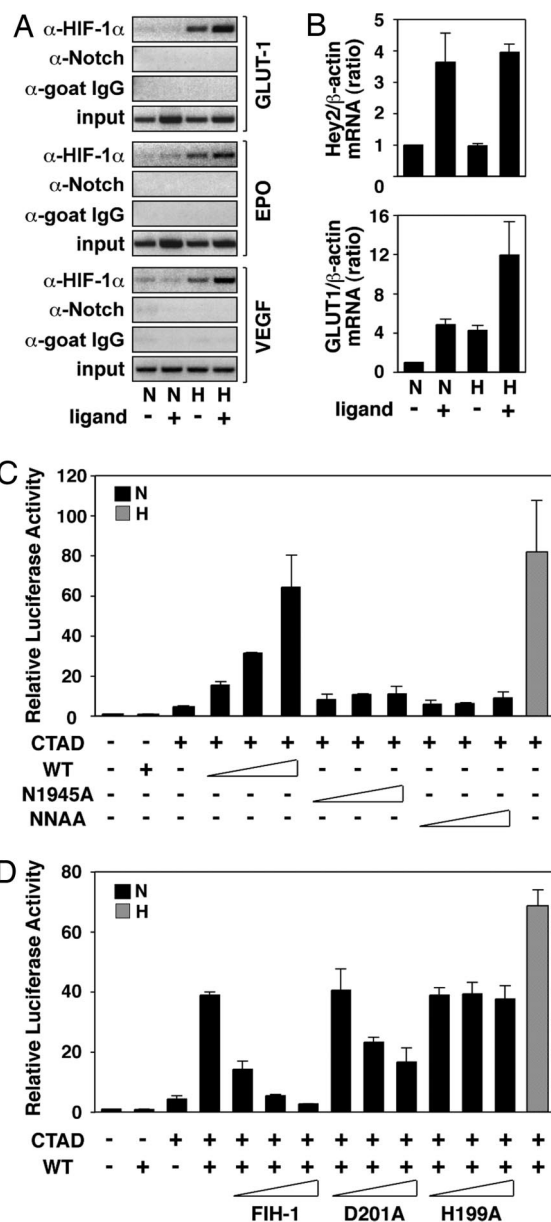 A
α-HIF-1α
α-Notch
α-goat IgG
input
GLUT-1
α-HIF-1α
α-Notch
α-goat IgG
input
EPO
α-HIF-1α
α-Notch
α-goat IgG
input
VEGF
N N H H
ligand - + - +
B
Hey2/β-actin
mRNA (ratio)
5
4
3
2
1
0
GLUT1/β-actin
mRNA (ratio)
16
12
8
4
0
N N H H
ligand - + - +
C
Relative Luciferase Activity
120
100
80
60
40
20
0
N
H
CTAD - - + + + + + + + + + + +
WT - + - - - - - - - -
N1945A - - - - - - - - - -
NNAA - - - - - - - - - -
D
Relative Luciferase Activity
80
60
40
20
0
N
H
CTAD - - + + + + + + + + + + + + +
WT - + - + + + + + + + + + + +
FIH-1 D201A H199A